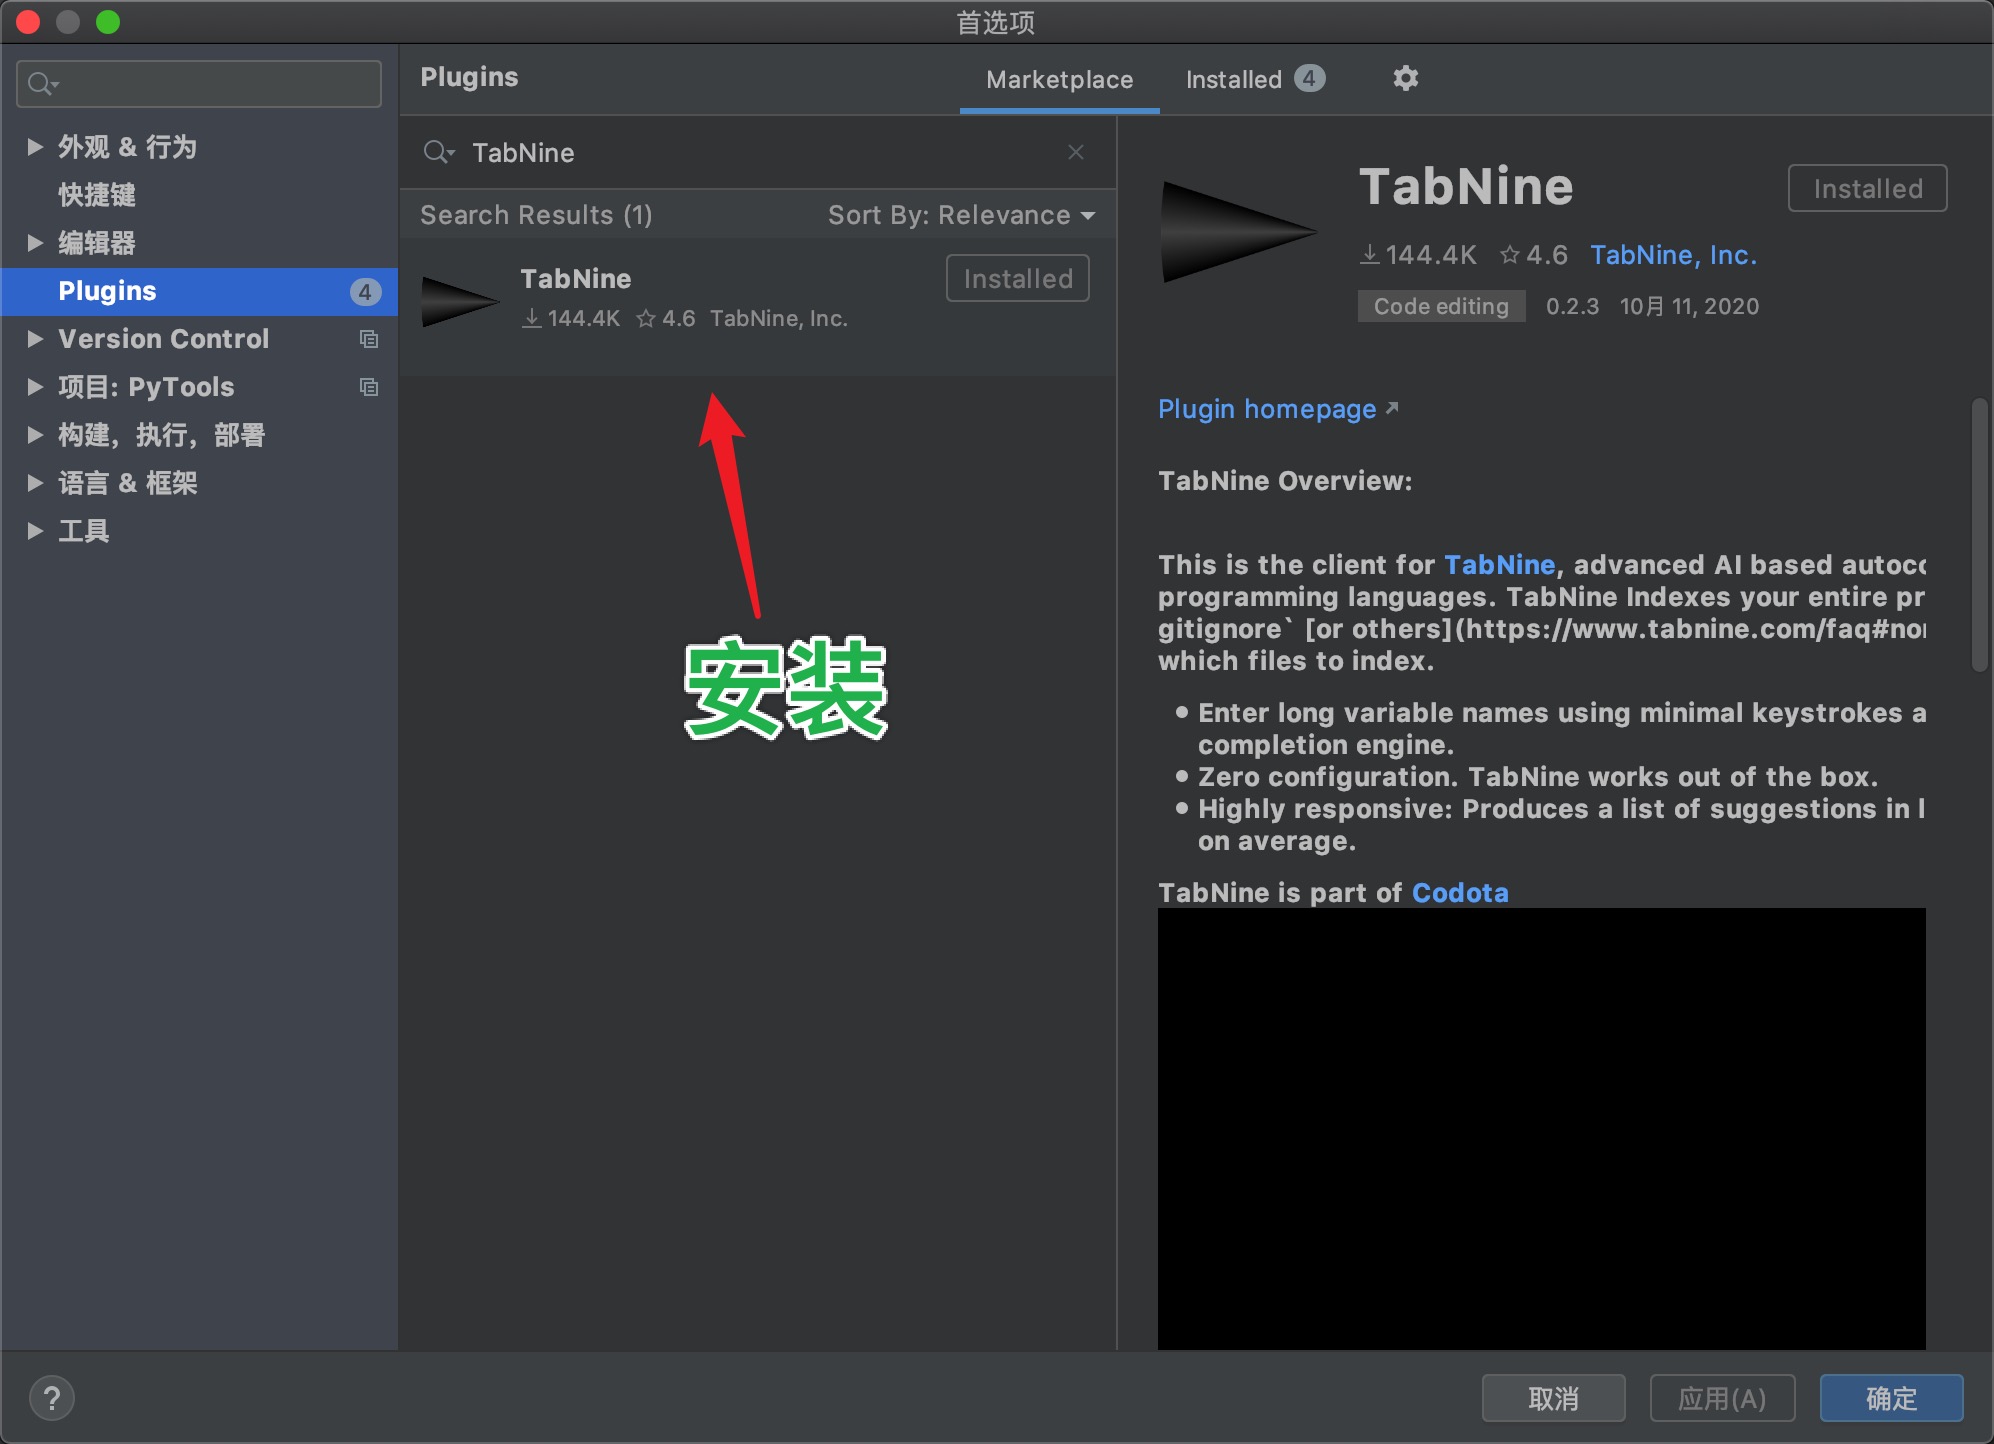 首选项
外观 & 行为
快捷键
编辑器
Plugins 4
Version Control
项目: PyTools
构建，执行，部署
语言 & 框架
工具
Plugins
Marketplace
Installed 4
TabNine
Search Results (1)
Sort By: Relevance
TabNine
Installed
144.4K 4.6 TabNine, Inc.
安装
TabNine
Installed
144.4K 4.6 TabNine, Inc.
Code editing 0.2.3 10月 11, 2020
Plugin homepage
TabNine Overview:
This is the client for TabNine, advanced AI based autoc
programming languages. TabNine Indexes your entire pr
gitignore` [or others](https://www.tabnine.com/faq#no
which files to index.
Enter long variable names using minimal keystrokes a
completion engine.
Zero configuration. TabNine works out of the box.
Highly responsive: Produces a list of suggestions in l
on average.
TabNine is part of Codota
?
取消
应用(A)
确定